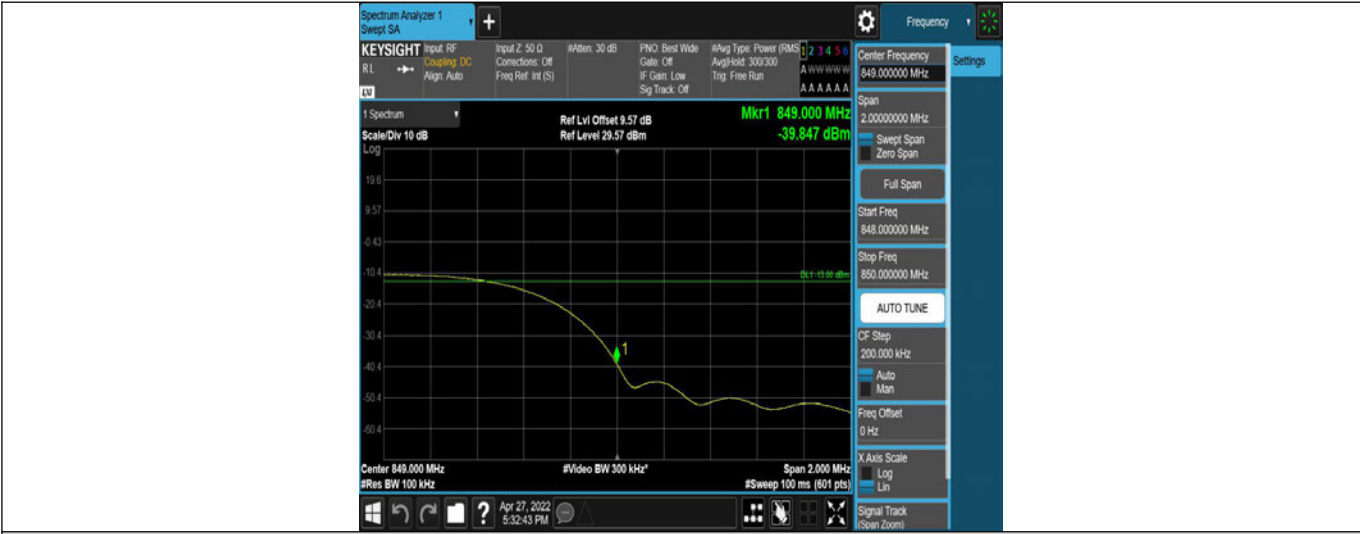 Spectrum Analyzer 1
Swept SA
Frequency
KEYSIGHT
RL
LXI
Input: RF
Coupling: DC
Align: Auto
Input Z: 50 Ω
Corrections: Off
Freq Ref: Int (S)
#Atten: 30 dB
PNO: Best Wide
Gate: Off
IF Gain: Low
Sig Track: Off
#Avg Type: Power (RMS
Avg|Hold: 300/300
Trig: Free Run
1 2 3 4 5 6
A W W W W W
A A A A A A
Center Frequency
849.000000 MHz
Settings
1 Spectrum
Scale/Div 10 dB
Log
Ref Lvl Offset 9.57 dB
Ref Level 29.57 dBm
Mkr1 849.000 MHz
-39.847 dBm
19.6
9.57
-0.43
-10.4
-20.4
-30.4
-40.4
-50.4
-60.4
DL1 -13.00 dBm
1
Center 849.000 MHz
#Res BW 100 kHz
#Video BW 300 kHz*
Span 2.000 MHz
#Sweep 100 ms (601 pts)
Span
2.00000000 MHz
Swept Span
Zero Span
Full Span
Start Freq
848.000000 MHz
Stop Freq
850.000000 MHz
AUTO TUNE
CF Step
200.000 kHz
Auto
Man
Freq Offset
0 Hz
X Axis Scale
Log
Lin
Signal Track
(Span Zoom)
?
Apr 27, 2022
5:32:43 PM